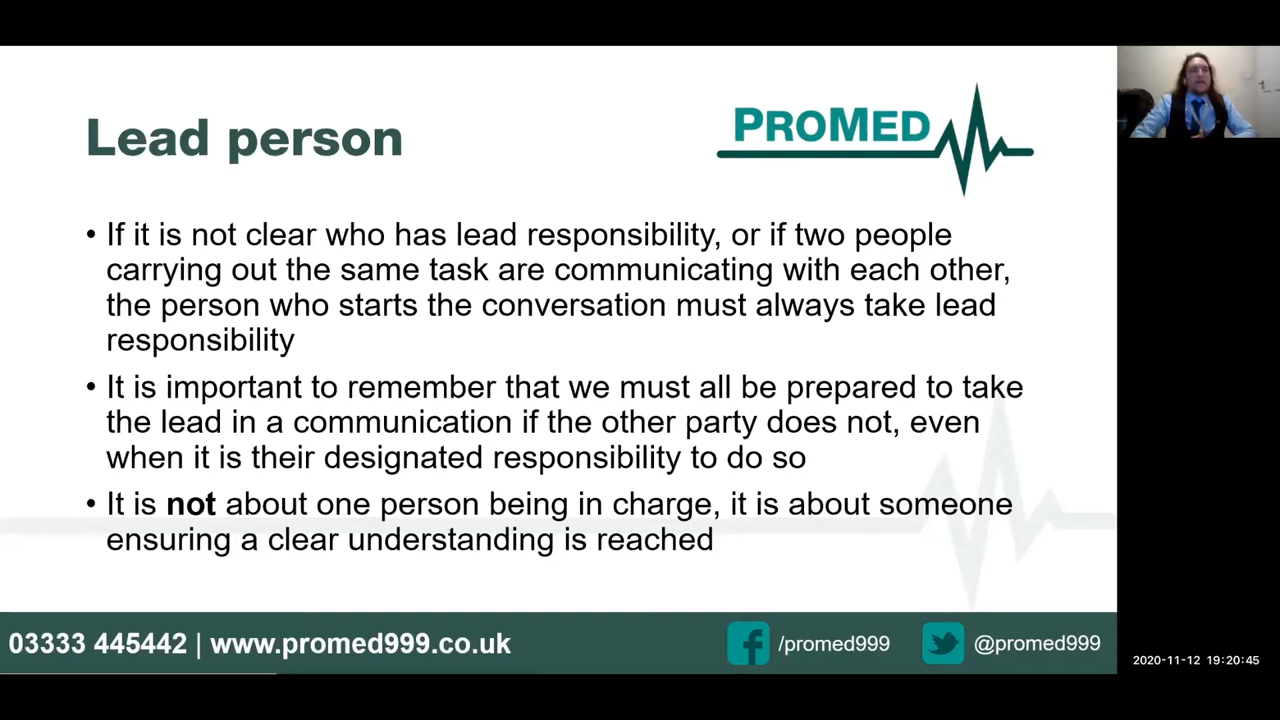 Lead person
PROMED
• If it is not clear who has lead responsibility, or if two people
carrying out the same task are communicating with each other,
the person who starts the conversation must always take lead
responsibility
• It is important to remember that we must all be prepared to take
the lead in a communication if the other party does not, even
when it is their designated responsibility to do so
• It is not about one person being in charge, it is about someone
ensuring a clear understanding is reached
03333 445442 | www.promed999.co.uk
/promed999
@promed999
2020-11-12 19:20:45